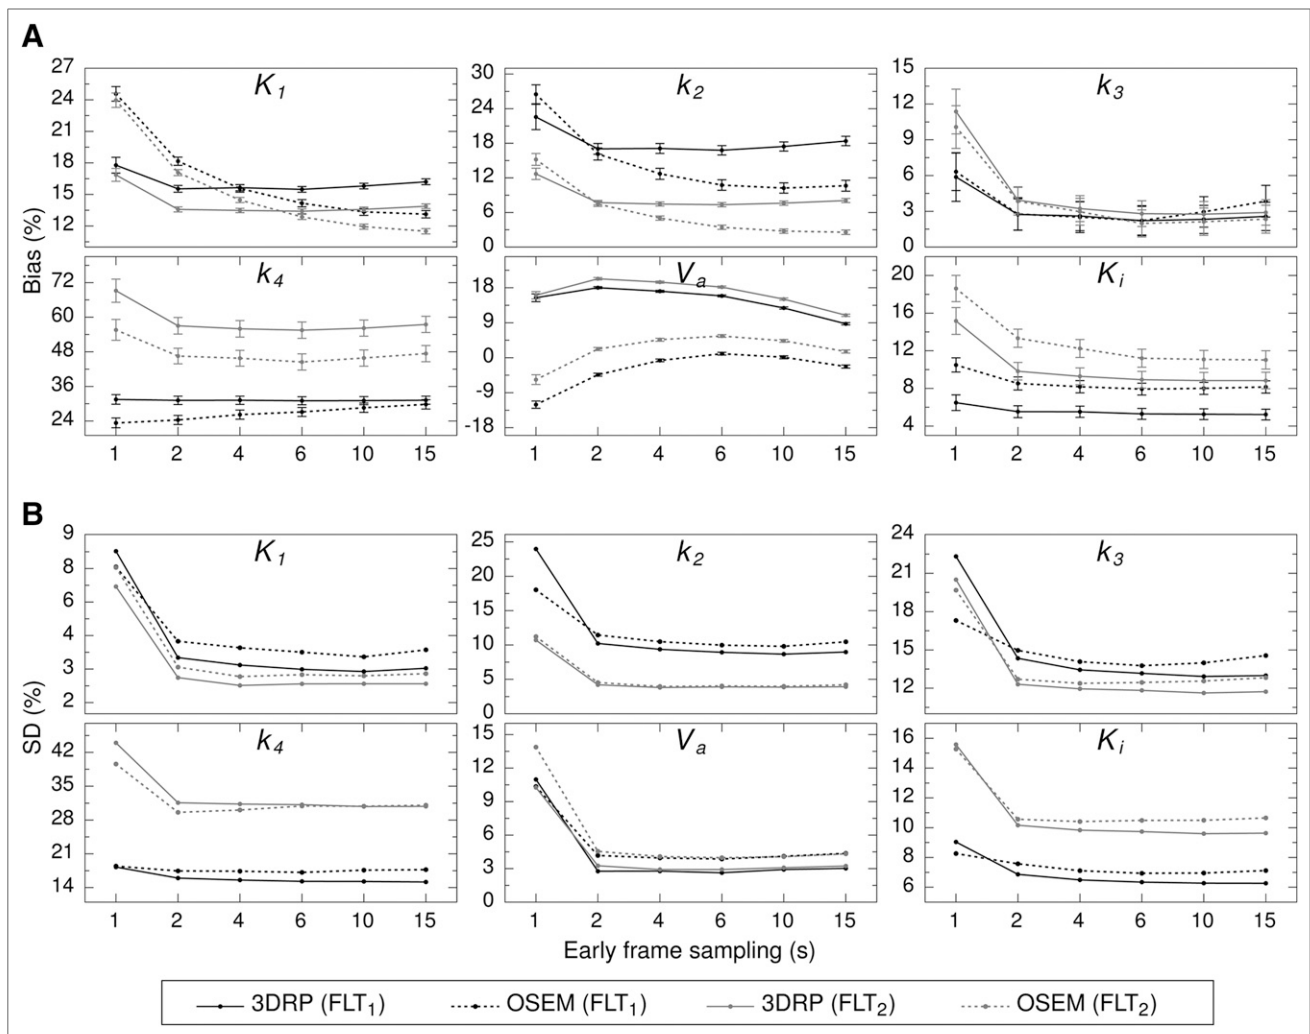 A
K1 k2 k3
27 24 21 18 15 12
30 24 18 12 6 0
15 12 9 6 3 0
Bias (%)
k4 Va Ki
72 60 48 36 24
18 9 0 -9 -18
20 16 12 8 4
1 2 4 6 10 15 1 2 4 6 10 15 1 2 4 6 10 15
B
K1 k2 k3
9 8 6 4 3 2
25 20 15 10 5 0
24 21 18 15 12
SD (%)
k4 Va Ki
42 35 28 21 14
15 12 9 6 3 0
16 14 12 10 8 6
1 2 4 6 10 15 1 2 4 6 10 15 1 2 4 6 10 15
Early frame sampling (s)
3DRP (FLT1) OSEM (FLT1) 3DRP (FLT2) OSEM (FLT2)